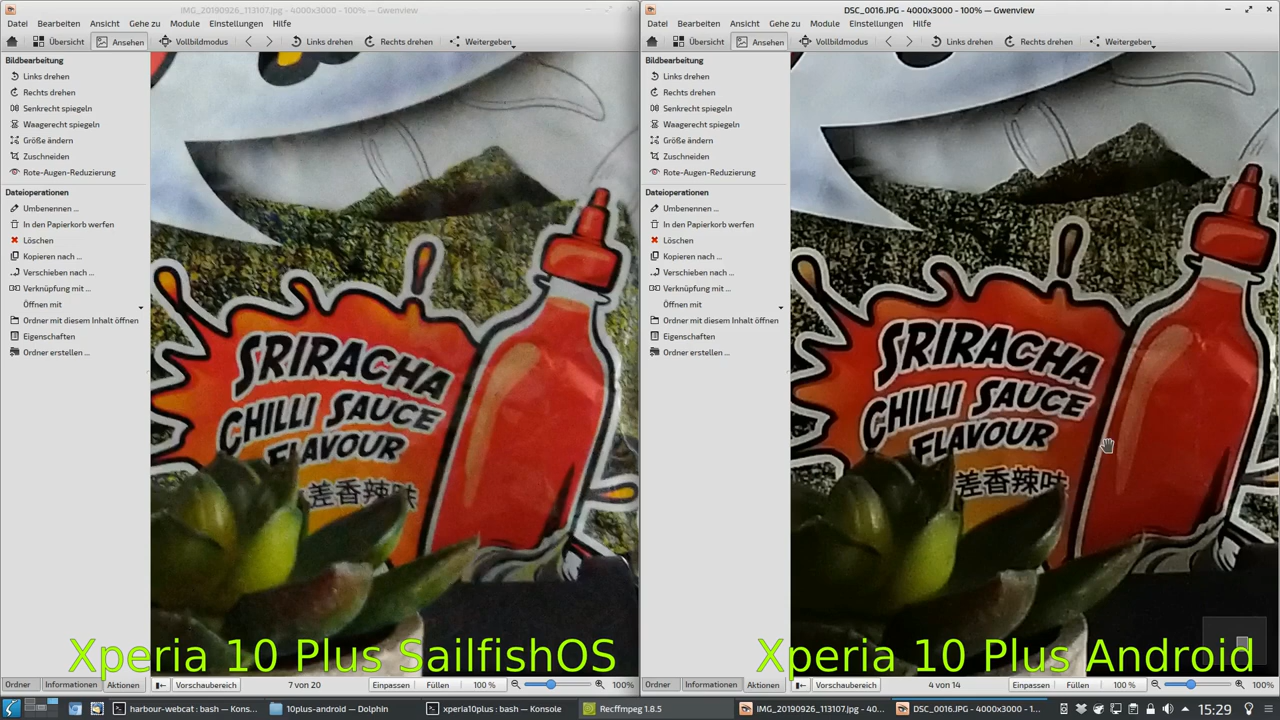 IMG_20190926_113107.jpg - 4000x3000 - 100% — Gwenview
Datei Bearbeiten Ansicht Gehe zu Module Einstellungen Hilfe
Übersicht Ansehen Vollbildmodus Links drehen Rechts drehen Weitergeben
Bildbearbeitung
Links drehen
Rechts drehen
Senkrecht spiegeln
Waagerecht spiegeln
Größe ändern
Zuschneiden
Rote-Augen-Reduzierung
Dateioperationen
Umbenennen ...
In den Papierkorb werfen
Löschen
Kopieren nach ...
Verschieben nach ...
Verknüpfung mit ...
Öffnen mit
Ordner mit diesem Inhalt öffnen
Eigenschaften
Ordner erstellen ...
SRIRACHA
CHILLI SAUCE
FLAVOUR
差香辣味
Xperia 10 Plus SailfishOS
Ordner Informationen Aktionen Vorschaubereich 7 von 20 Einpassen Füllen 100 % 100%
DSC_0016.JPG - 4000x3000 - 100% — Gwenview
Datei Bearbeiten Ansicht Gehe zu Module Einstellungen Hilfe
Übersicht Ansehen Vollbildmodus Links drehen Rechts drehen Weitergeben
Bildbearbeitung
Links drehen
Rechts drehen
Senkrecht spiegeln
Waagerecht spiegeln
Größe ändern
Zuschneiden
Rote-Augen-Reduzierung
Dateioperationen
Umbenennen ...
In den Papierkorb werfen
Löschen
Kopieren nach ...
Verschieben nach ...
Verknüpfung mit ...
Öffnen mit
Ordner mit diesem Inhalt öffnen
Eigenschaften
Ordner erstellen ...
SRIRACHA
CHILLI SAUCE
FLAVOUR
差香辣味
Xperia 10 Plus Android
Ordner Informationen Aktionen Vorschaubereich 4 von 14 Einpassen Füllen 100 % 100%
harbour-webcat : bash — Kons... 10plus-android — Dolphin xperia10plus : bash — Konsole Recffmpeg 1.8.5 IMG_20190926_113107.jpg - 40... DSC_0016.JPG - 4000x3000 - 1... 15:29